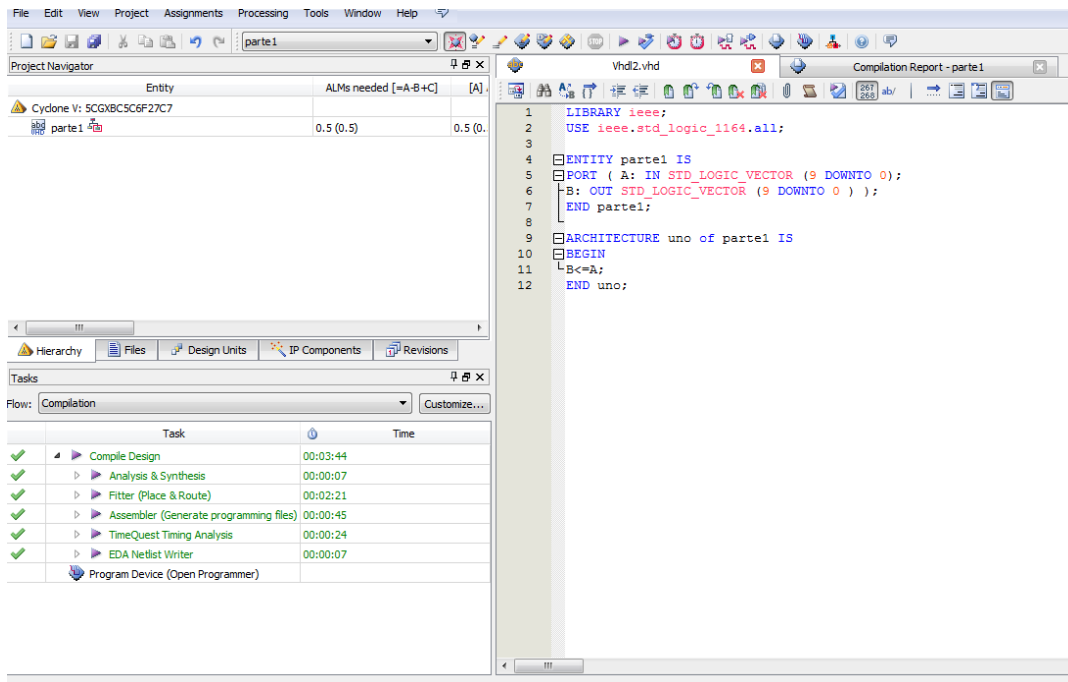 File Edit View Project Assignments Processing Tools Window Help
parte1
Project Navigator
Entity ALMs needed [=A-B+C] [A]
Cyclone V: 5CGXBC5C6F27C7
parte1 0.5 (0.5) 0.5 (0.
Hierarchy Files Design Units IP Components Revisions
Tasks
Flow: Compilation Customize...
Task Time
Compile Design 00:03:44
Analysis & Synthesis 00:00:07
Fitter (Place & Route) 00:02:21
Assembler (Generate programming files) 00:00:45
TimeQuest Timing Analysis 00:00:24
EDA Netlist Writer 00:00:07
Program Device (Open Programmer)
Vhdl2.vhd Compilation Report - parte1
267 268 ab/
1 LIBRARY ieee;
2 USE ieee.std_logic_1164.all;
3
4 ENTITY parte1 IS
5 PORT ( A: IN STD_LOGIC_VECTOR (9 DOWNTO 0);
6 B: OUT STD_LOGIC_VECTOR (9 DOWNTO 0 ) );
7 END parte1;
8
9 ARCHITECTURE uno of parte1 IS
10 BEGIN
11 B<=A;
12 END uno;